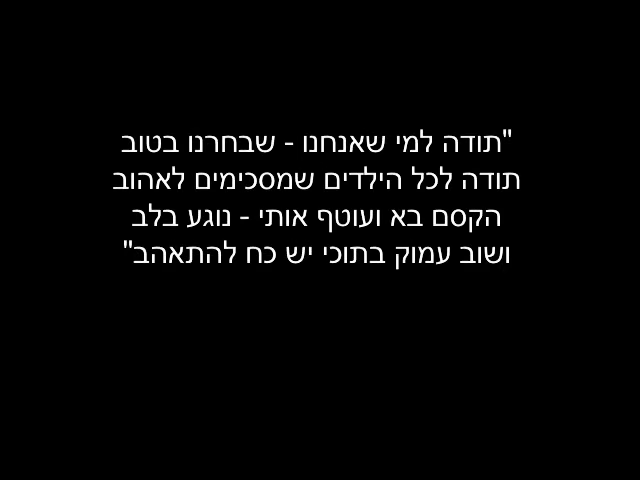 "תודה למי שאנחנו - שבחרנו בטוב
תודה לכל הילדים שמסכימים לאהוב
הקסם בא ועוטף אותי - נוגע בלב
ושוב עמוק בתוכי יש כח להתאהב"